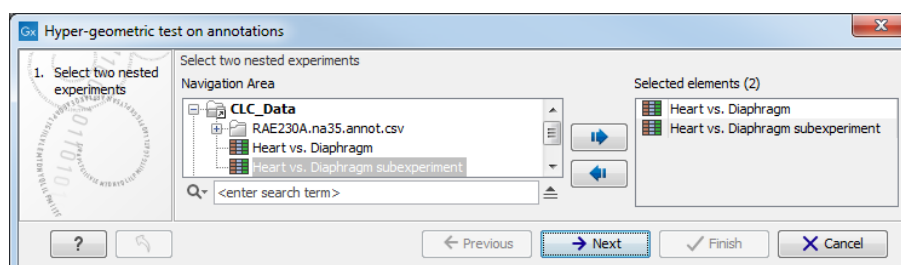 Gx Hyper-geometric test on annotations
1. Select two nested
experiments
Select two nested experiments
Navigation Area
CLC_Data
RAE230A.na35.annot.csv
Heart vs. Diaphragm
Heart vs. Diaphragm subexperiment
<enter search term>
Selected elements (2)
Heart vs. Diaphragm
Heart vs. Diaphragm subexperiment
?
Previous
Next
Finish
Cancel